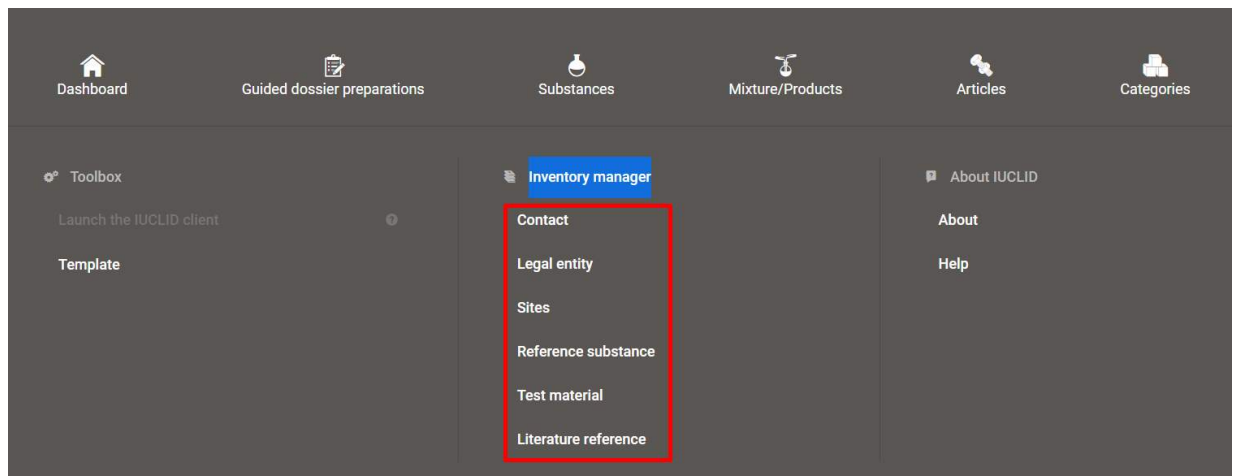 Dashboard
Guided dossier preparations
Substances
Mixture/Products
Articles
Categories
Toolbox
Launch the IUCLID client
Template
Inventory manager
Contact
Legal entity
Sites
Reference substance
Test material
Literature reference
About IUCLID
About
Help